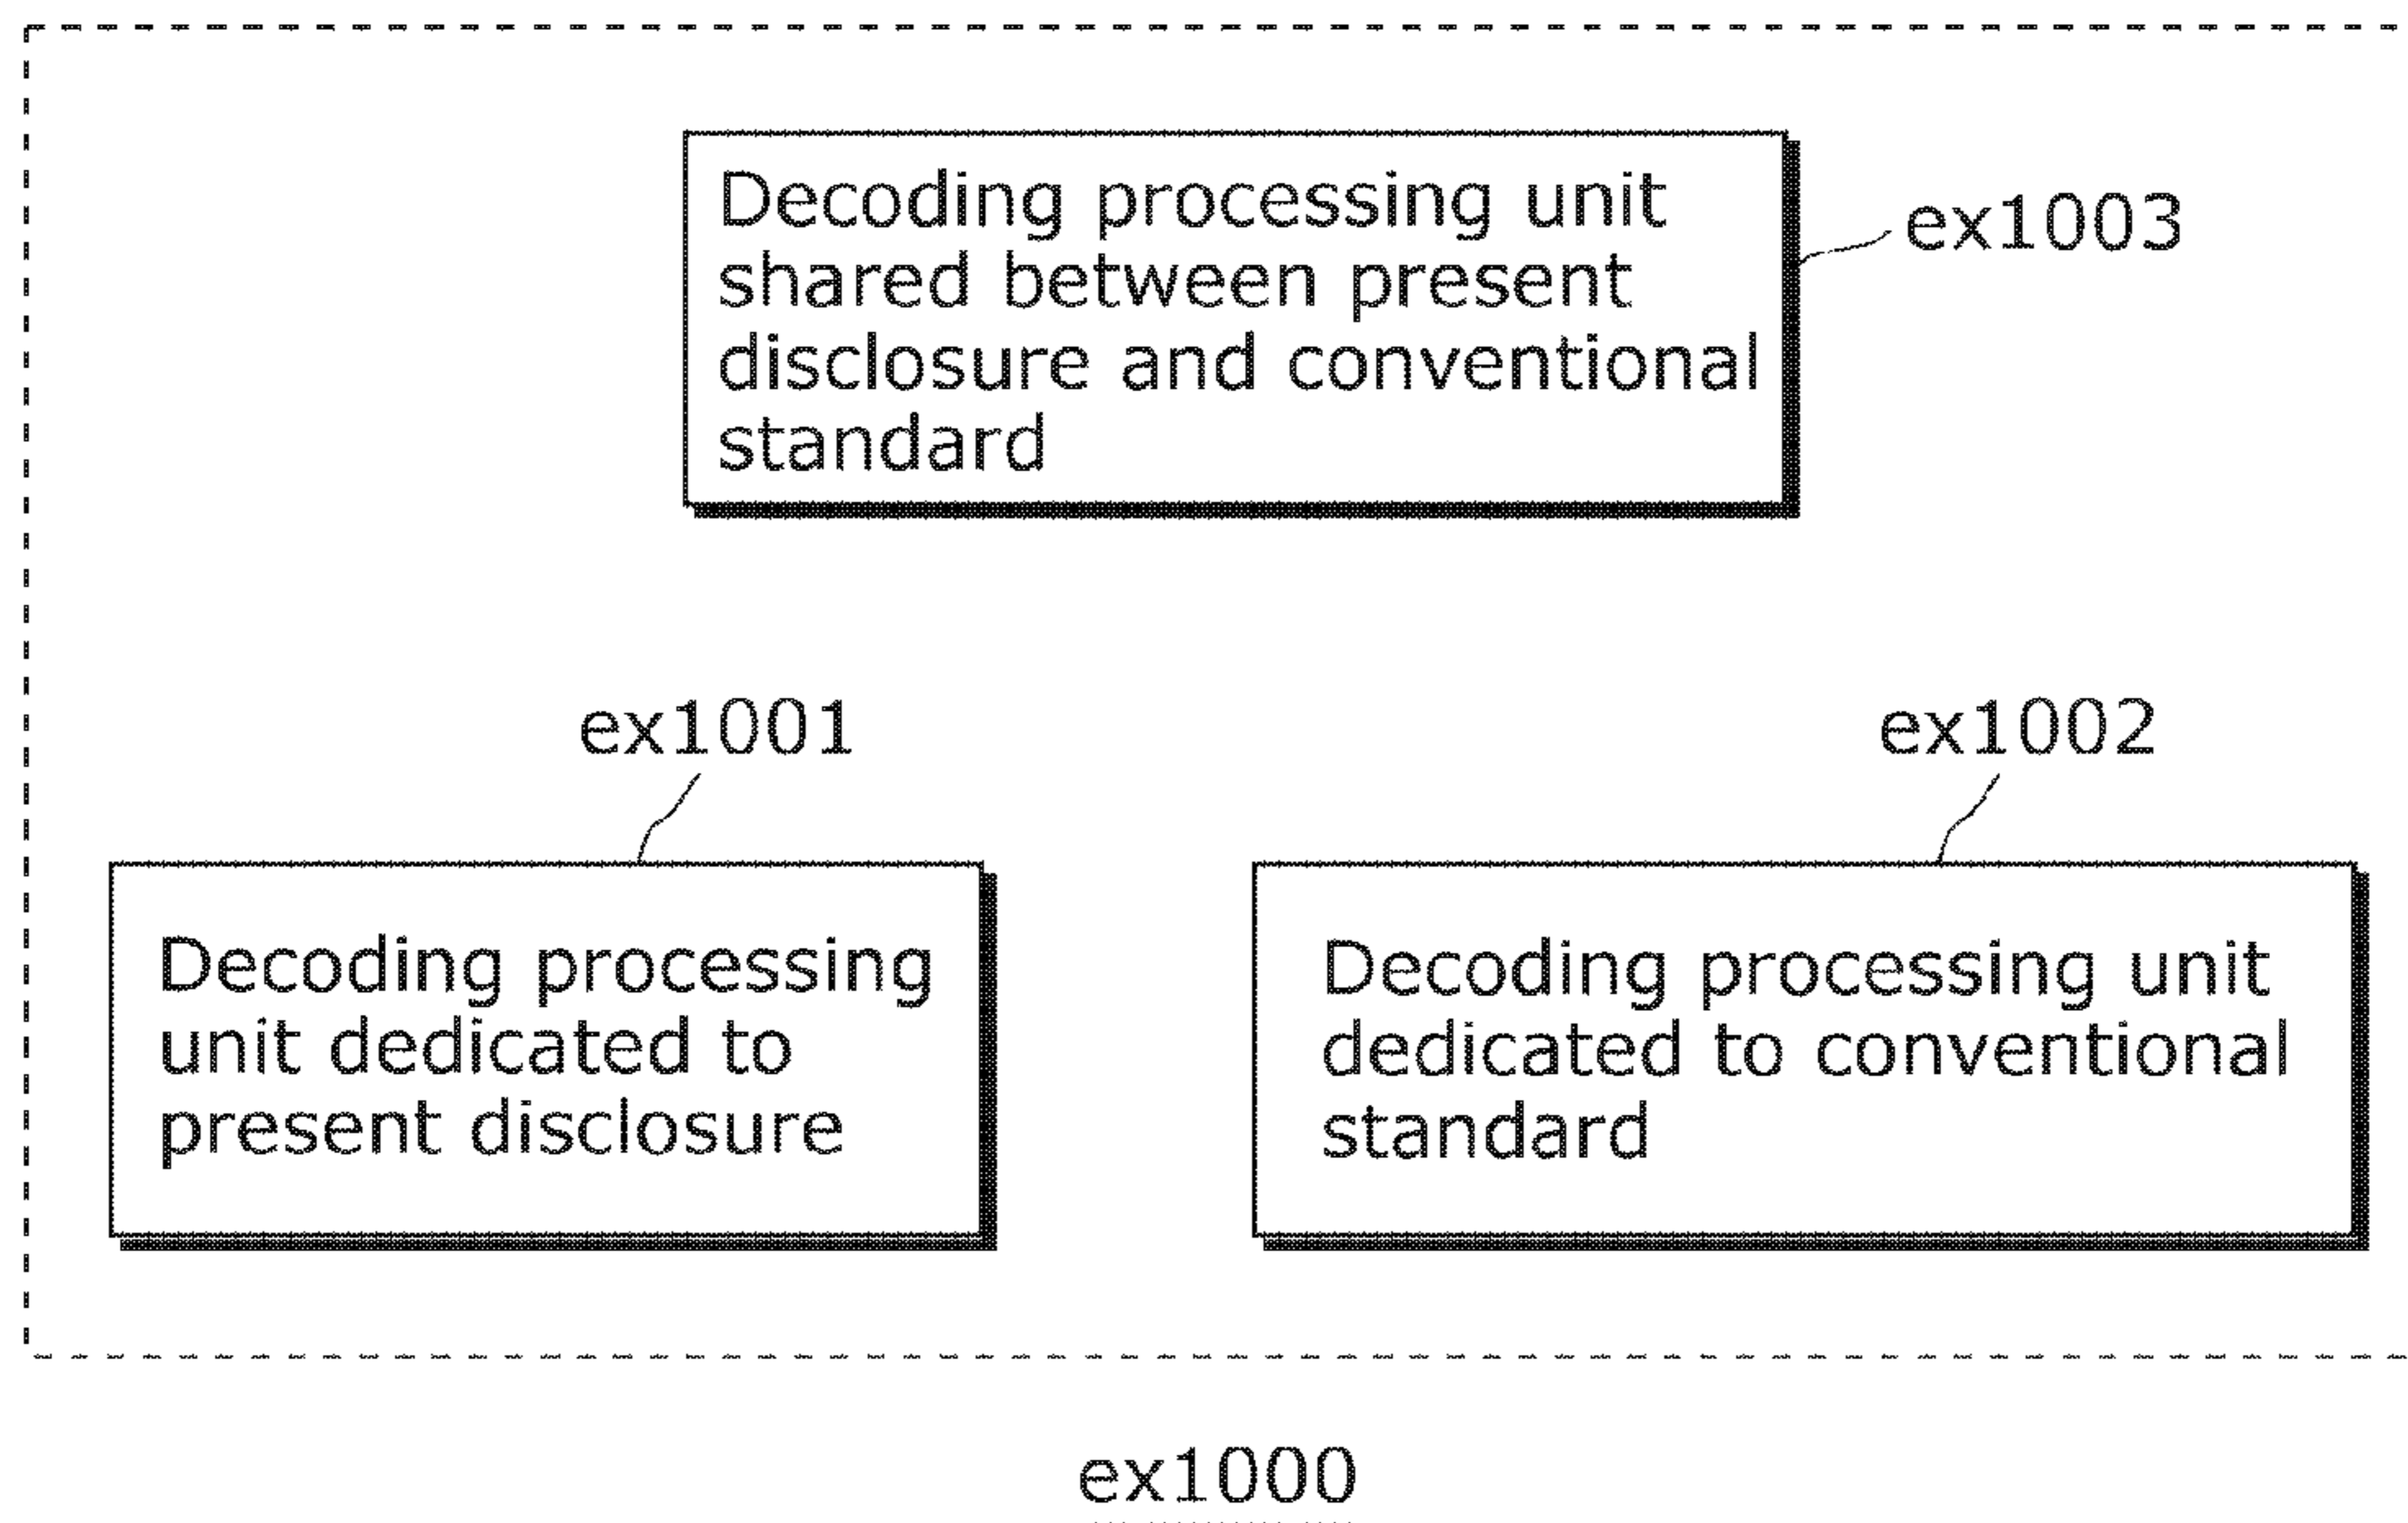 Decoding processing unit
shared between present
disclosure and conventional
standard
ex1003
ex1001
ex1002
Decoding processing
unit dedicated to
present disclosure
Decoding processing unit
dedicated to conventional
standard
ex1000